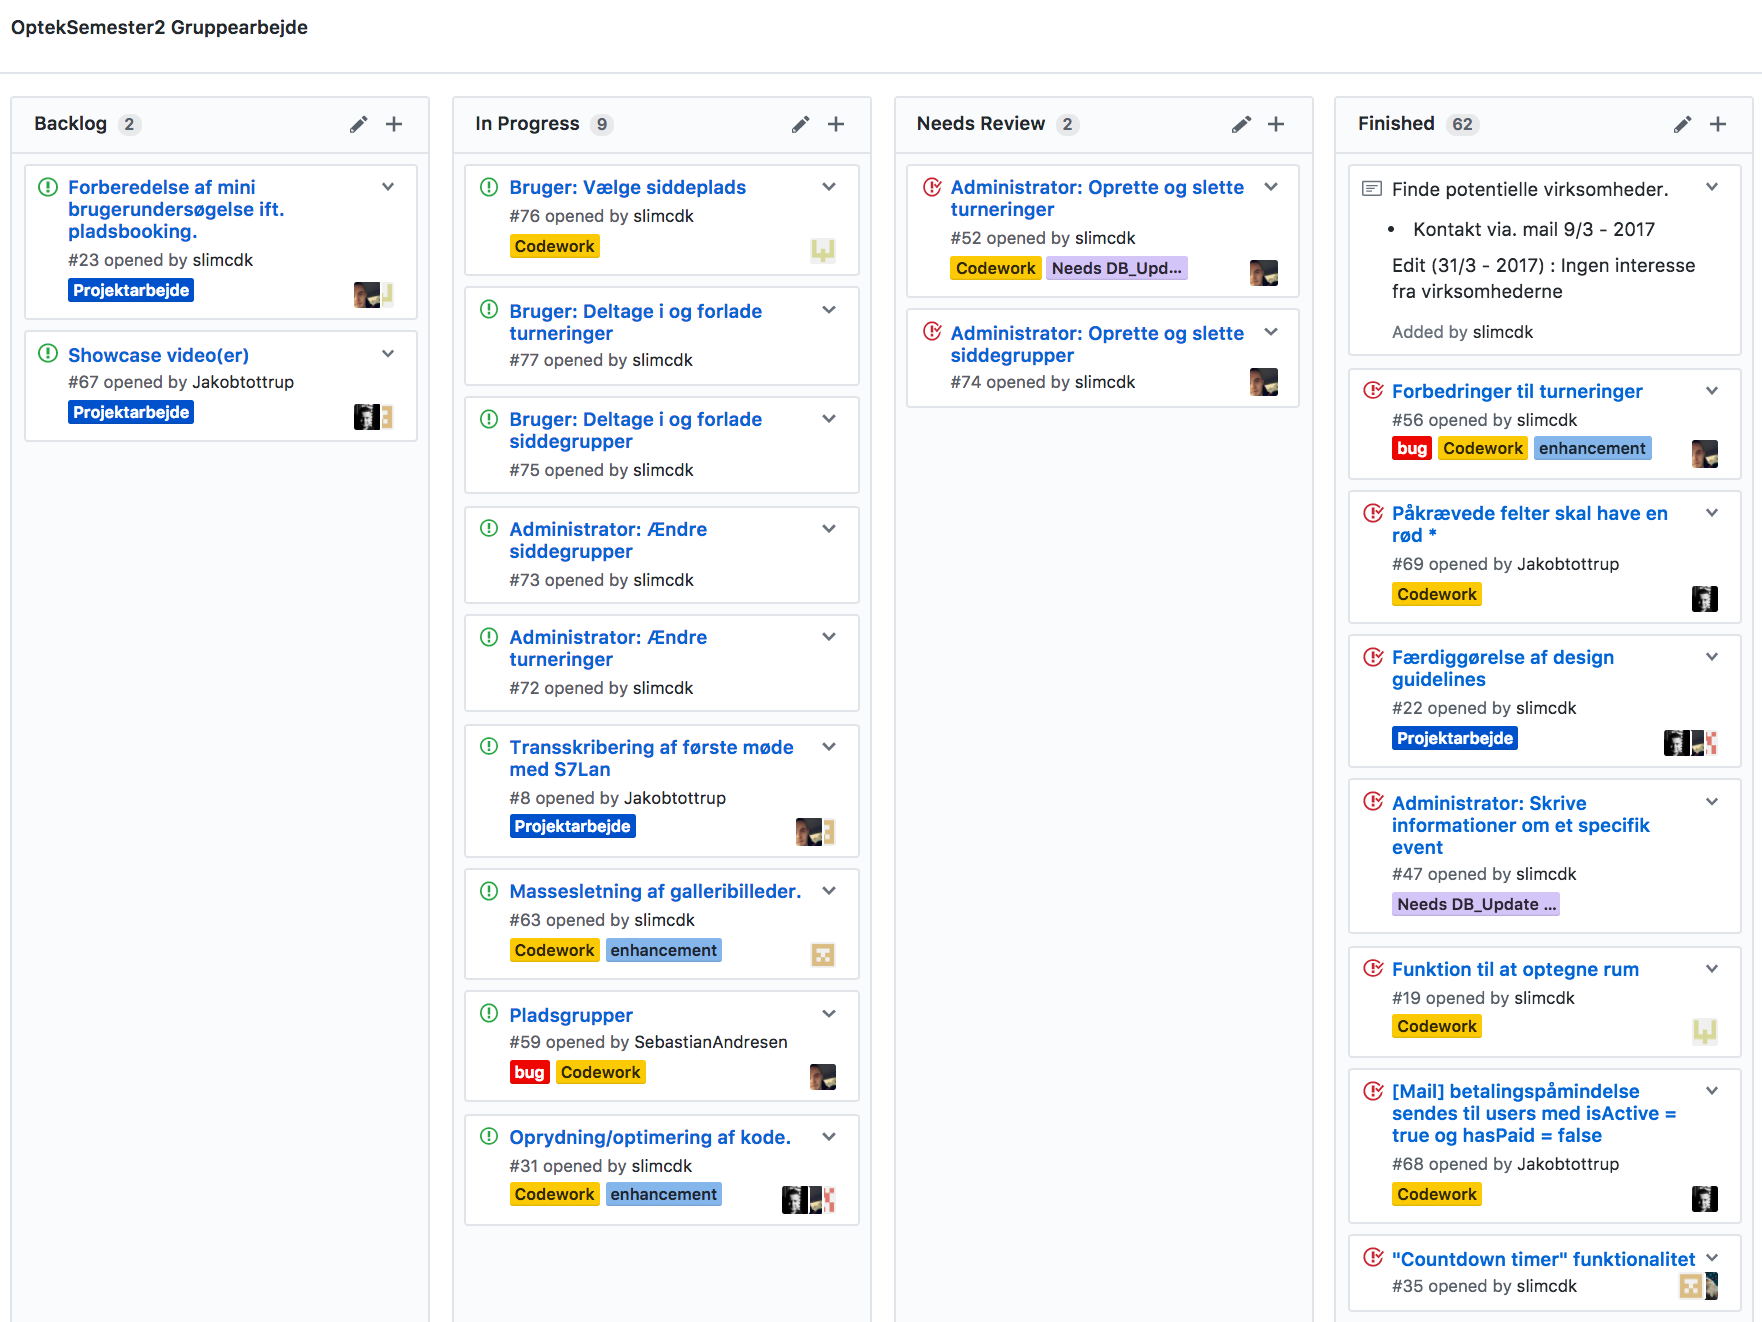 OptekSemester2 Gruppearbejde
Backlog 2
Forberedelse af mini
brugerundersøgelse ift.
pladsbooking.
#23 opened by slimcdk
Projektarbejde
Showcase video(er)
#67 opened by Jakobtottrup
Projektarbejde
In Progress 9
Bruger: Vælge siddeplads
#76 opened by slimcdk
Codework
Bruger: Deltage i og forlade
turneringer
#77 opened by slimcdk
Bruger: Deltage i og forlade
siddegrupper
#75 opened by slimcdk
Administrator: Ændre
siddegrupper
#73 opened by slimcdk
Administrator: Ændre
turneringer
#72 opened by slimcdk
Transskribering af første møde
med S7Lan
#8 opened by Jakobtottrup
Projektarbejde
Massesletning af galleribilleder.
#63 opened by slimcdk
Codework enhancement
Pladsgrupper
#59 opened by SebastianAndresen
bug Codework
Oprydning/optimering af kode.
#31 opened by slimcdk
Codework enhancement
Needs Review 2
Administrator: Oprette og slette
turneringer
#52 opened by slimcdk
Codework Needs DB_Upd...
Administrator: Oprette og slette
siddegrupper
#74 opened by slimcdk
Finished 62
Finde potentielle virksomheder.
• Kontakt via. mail 9/3 - 2017
Edit (31/3 - 2017) : Ingen interesse
fra virksomhederne
Added by slimcdk
Forbedringer til turneringer
#56 opened by slimcdk
bug Codework enhancement
Påkrævede felter skal have en
rød *
#69 opened by Jakobtottrup
Codework
Færdiggørelse af design
guidelines
#22 opened by slimcdk
Projektarbejde
Administrator: Skrive
informationer om et specifik
event
#47 opened by slimcdk
Needs DB_Update ...
Funktion til at optegne rum
#19 opened by slimcdk
Codework
[Mail] betalingspåmindelse
sendes til users med isActive =
true og hasPaid = false
#68 opened by Jakobtottrup
Codework
"Countdown timer" funktionalitet
#35 opened by slimcdk